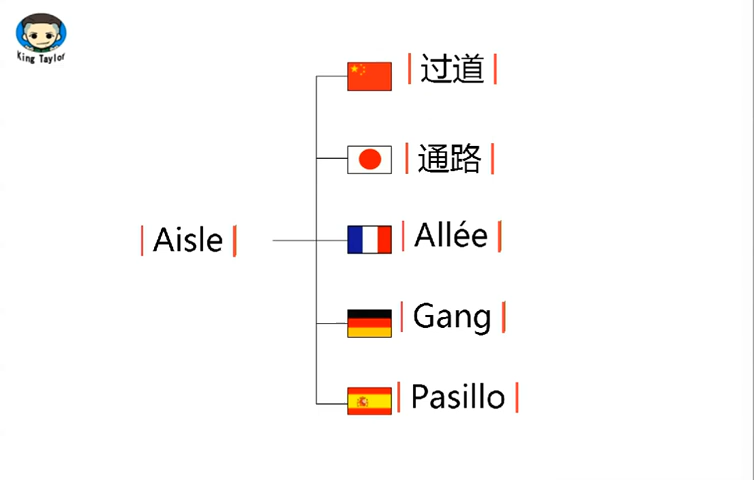 King Taylor
过道
通路
Aisle
Allée
Gang
Pasillo